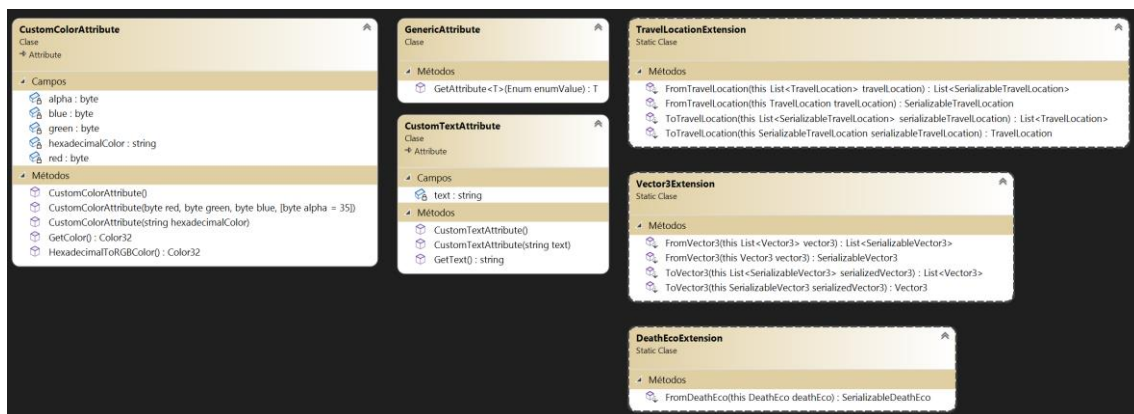 CustomColorAttribute
Clase
Attribute
Campos
alpha : byte
blue : byte
green : byte
hexadecimalColor : string
red : byte
Métodos
CustomColorAttribute()
CustomColorAttribute(byte red, byte green, byte blue, [byte alpha = 35])
CustomColorAttribute(string hexadecimalColor)
GetColor() : Color32
HexadecimalToRGBColor() : Color32
GenericAttribute
Clase
Métodos
GetAttribute<T>(Enum enumValue) : T
CustomTextAttribute
Clase
Attribute
Campos
text : string
Métodos
CustomTextAttribute()
CustomTextAttribute(string text)
GetText() : string
TravelLocationExtension
Static Clase
Métodos
FromTravelLocation(this List<TravelLocation> travelLocation) : List<SerializableTravelLocation>
FromTravelLocation(this TravelLocation travelLocation) : SerializableTravelLocation
ToTravelLocation(this List<SerializableTravelLocation> serializableTravelLocation) : List<TravelLocation>
ToTravelLocation(this SerializableTravelLocation serializableTravelLocation) : TravelLocation
Vector3Extension
Static Clase
Métodos
FromVector3(this List<Vector3> vector3) : List<SerializableVector3>
FromVector3(this Vector3 vector3) : SerializableVector3
ToVector3(this List<SerializableVector3> serializedVector3) : List<Vector3>
ToVector3(this SerializableVector3 serializedVector3) : Vector3
DeathEcoExtension
Static Clase
Métodos
FromDeathEco(this DeathEco deathEco) : SerializableDeathEco